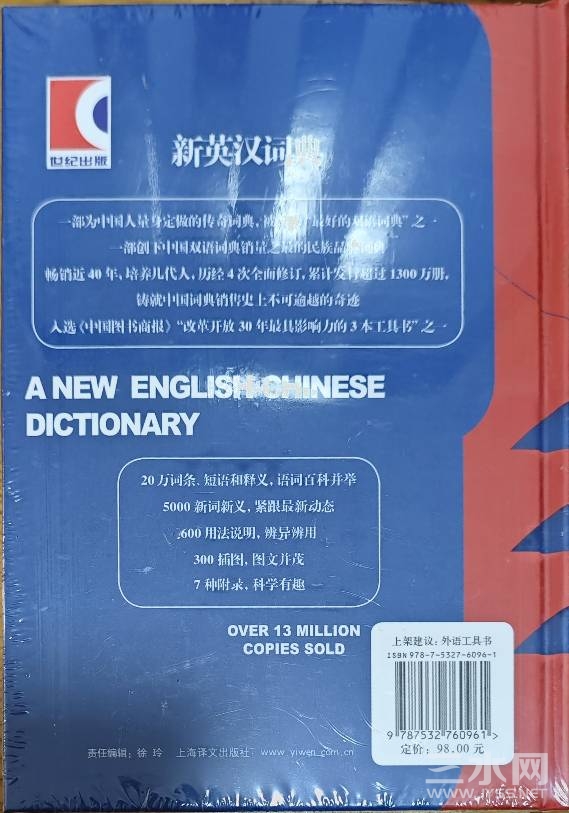 世纪出版
新英汉词典
一部为中国人量身定做的传奇词典，被 最好的双语词典”之一
一部创下中国双语词典销量之最的民族品牌词典
畅销近40年，培养几代人，历经4次全面修订，累计发行超过1300万册，
铸就中国词典销售史上不可逾越的奇迹
入选《中国图书商报》“改革开放30年最具影响力的3本工具书”之一
A NEW ENGLISH-CHINESE
DICTIONARY
20万词条、短语和释义，语词百科并举
5000新词新义，紧跟最新动态
600用法说明，辨异辨用
300插图，图文并茂
7种附录，科学有趣
OVER 13 MILLION
COPIES SOLD
上架建议：外语工具书
ISBN 978-7-5327-6096-1
9 787532 760961 >
定价：98.00元
责任编辑：徐 玲 上海译文出版社 www.yiwen.com.cn
三水网